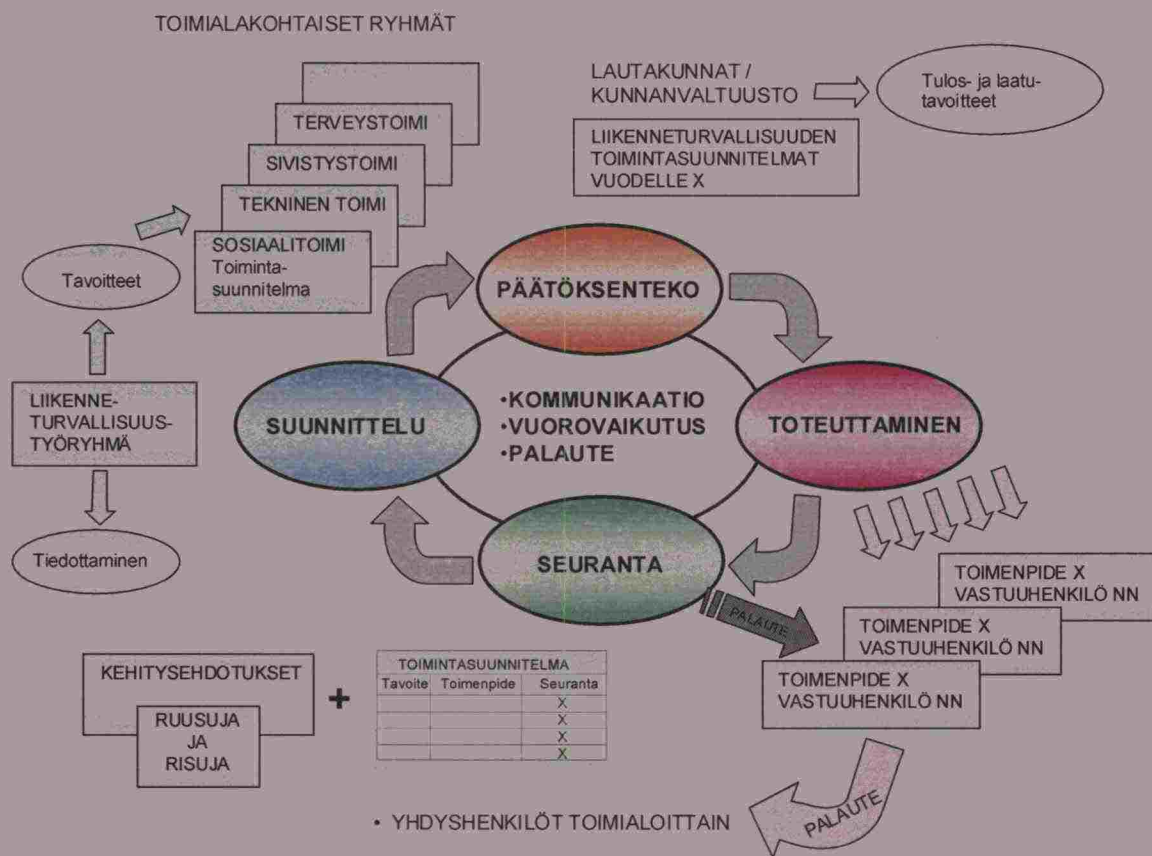 TOIMIALAKOHTAISET RYHMÄT
TERVEYSTOIMI
SIVISTYSTOIMI
TEKNINEN TOIMI
SOSIAALITOIMI
Toiminta-
suunnitelma
LAUTAKUNNAT /
KUNNANVALTUUSTO
Tulos- ja laatu-
tavoitteet
LIIKENNETURVALLISUUDEN
TOIMINTASUUNNITELMAT
VUODELLE X
Tavoitteet
LIIKENNE-
TURVALLISUUS-
TYÖRYHMÄ
Tiedottaminen
PÄÄTÖKSENTEKO
SUUNNITTELU
•KOMMUNIKAATIO
•VUOROVAIKUTUS
•PALAUTE
TOTEUTTAMINEN
SEURANTA
PALAUTE
TOIMENPIDE X
VASTUUHENKILÖ NN
TOIMENPIDE X
VASTUUHENKILÖ NN
TOIMENPIDE X
VASTUUHENKILÖ NN
KEHITYSEHDOTUKSET
RUUSUJA
JA
RISUJA
+
TOIMINTASUUNNITELMA
Tavoite Toimenpide Seuranta
X
X
X
X
PALAUTE
• YHDYSHENKILÖT TOIMIALOITTAIN